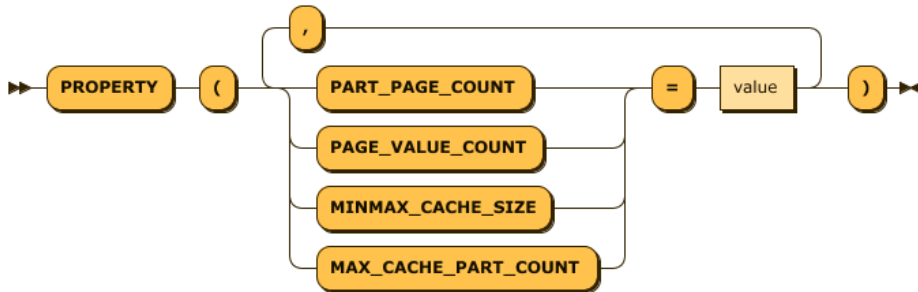 ,
PROPERTY ( PART_PAGE_COUNT = value )
PAGE_VALUE_COUNT
MINMAX_CACHE_SIZE
MAX_CACHE_PART_COUNT